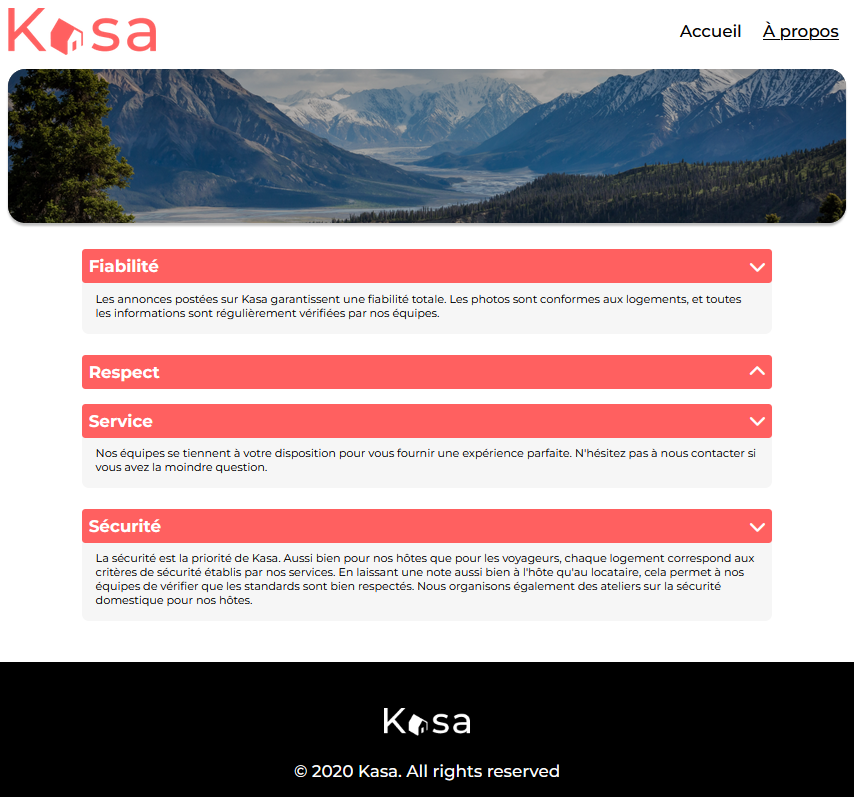 Kasa
Accueil À propos
Fiabilité
Les annonces postées sur Kasa garantissent une fiabilité totale. Les photos sont conformes aux logements, et toutes
les informations sont régulièrement vérifiées par nos équipes.
Respect
Service
Nos équipes se tiennent à votre disposition pour vous fournir une expérience parfaite. N'hésitez pas à nous contacter si
vous avez la moindre question.
Sécurité
La sécurité est la priorité de Kasa. Aussi bien pour nos hôtes que pour les voyageurs, chaque logement correspond aux
critères de sécurité établis par nos services. En laissant une note aussi bien à l'hôte qu'au locataire, cela permet à nos
équipes de vérifier que les standards sont bien respectés. Nous organisons également des ateliers sur la sécurité
domestique pour nos hôtes.
Kasa
© 2020 Kasa. All rights reserved